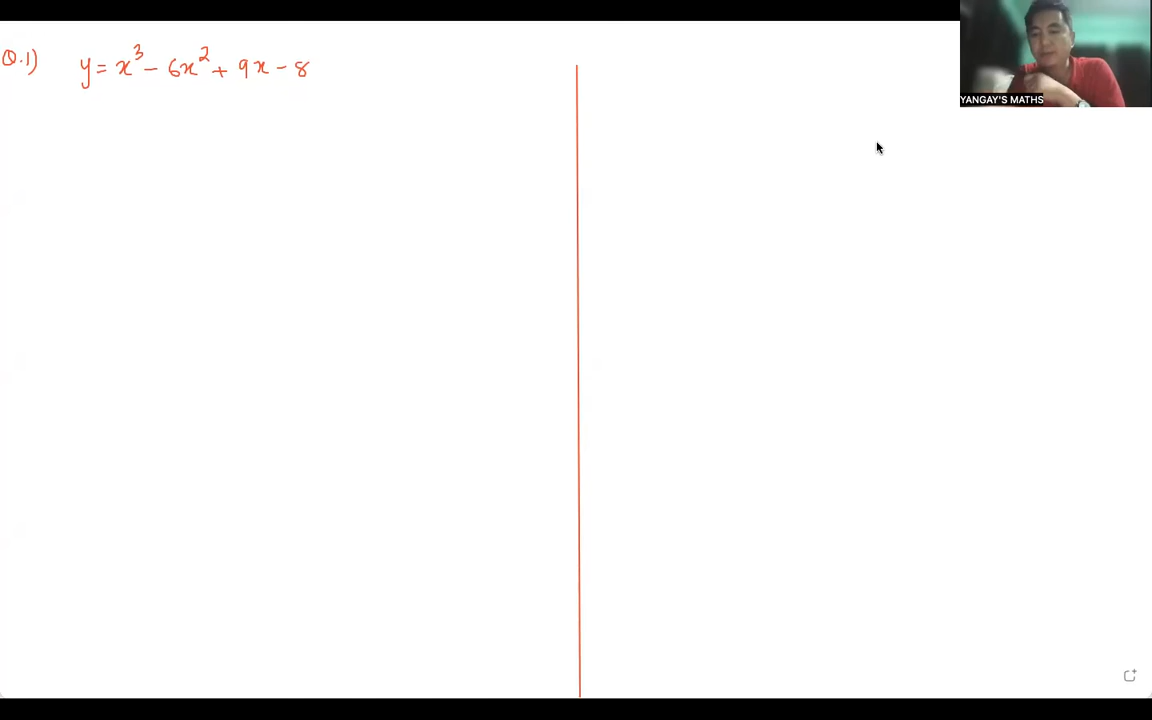 Q.1) y = x³ - 6x² + 9x - 8
YANGAY'S MATHS